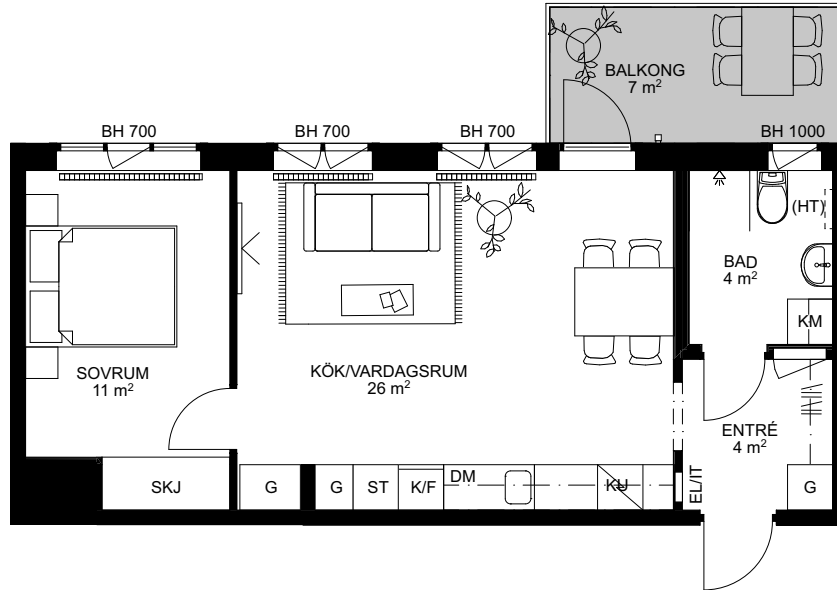 BALKONG
7 m²
BH 700
BH 700
BH 700
BH 1000
(HT)
BAD
4 m²
KM
SOVRUM
11 m²
KÖK/VARDAGSRUM
26 m²
ENTRÉ
4 m²
SKJ
G
G
ST
K/F
DM
KU
EL/IT
G